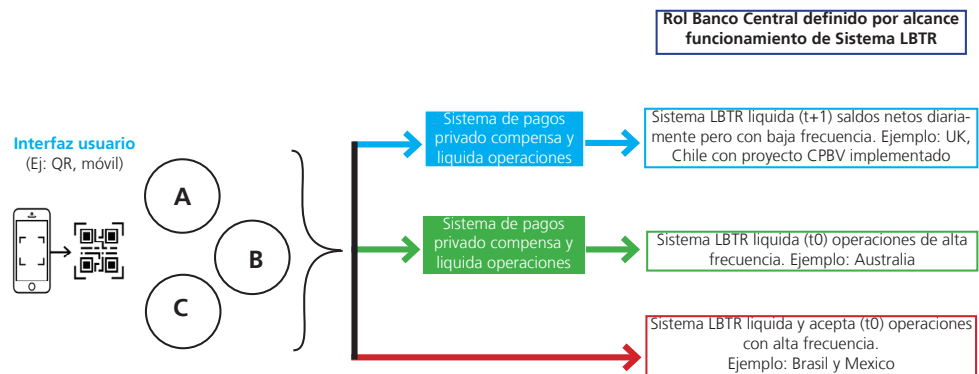 Rol Banco Central definido por alcance
funcionamiento de Sistema LBTR
Interfaz usuario
(Ej: QR, móvil)
A
B
C
Sistema de pagos
privado compensa y
liquida operaciones
Sistema LBTR liquida (t+1) saldos netos diaria-
mente pero con baja frecuencia. Ejemplo: UK,
Chile con proyecto CPBV implementado
Sistema de pagos
privado compensa y
liquida operaciones
Sistema LBTR liquida (t0) operaciones de alta
frecuencia. Ejemplo: Australia
Sistema LBTR liquida y acepta (t0) operaciones
con alta frecuencia.
Ejemplo: Brasil y Mexico